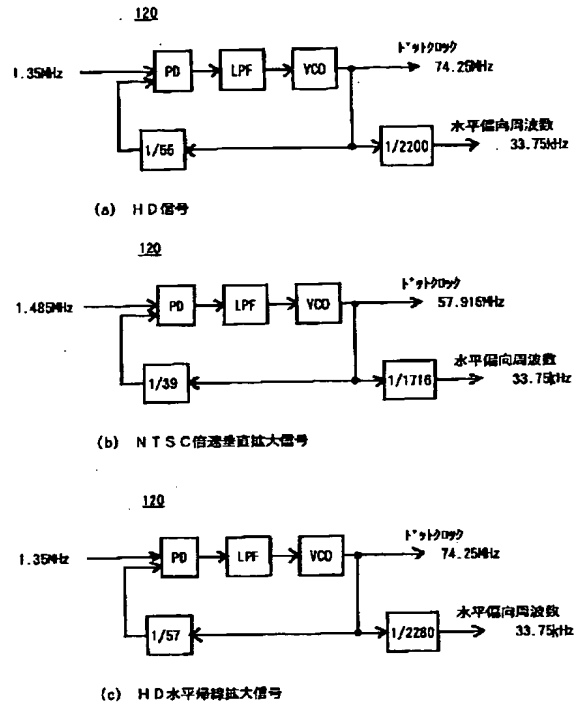 120
1.35MHz
PD
LPF
VCO
ドットクロック
74.25MHz
1/55
1/2200
水平偏向周波数
33.75kHz
(a) HD信号
120
1.485MHz
PD
LPF
VCO
ドットクロック
57.915MHz
1/39
1/1716
水平偏向周波数
33.75kHz
(b) NTSC倍速垂直拡大信号
120
1.35MHz
PD
LPF
VCO
ドットクロック
74.25MHz
1/57
1/2280
水平偏向周波数
33.75kHz
(c) HD水平帰線拡大信号